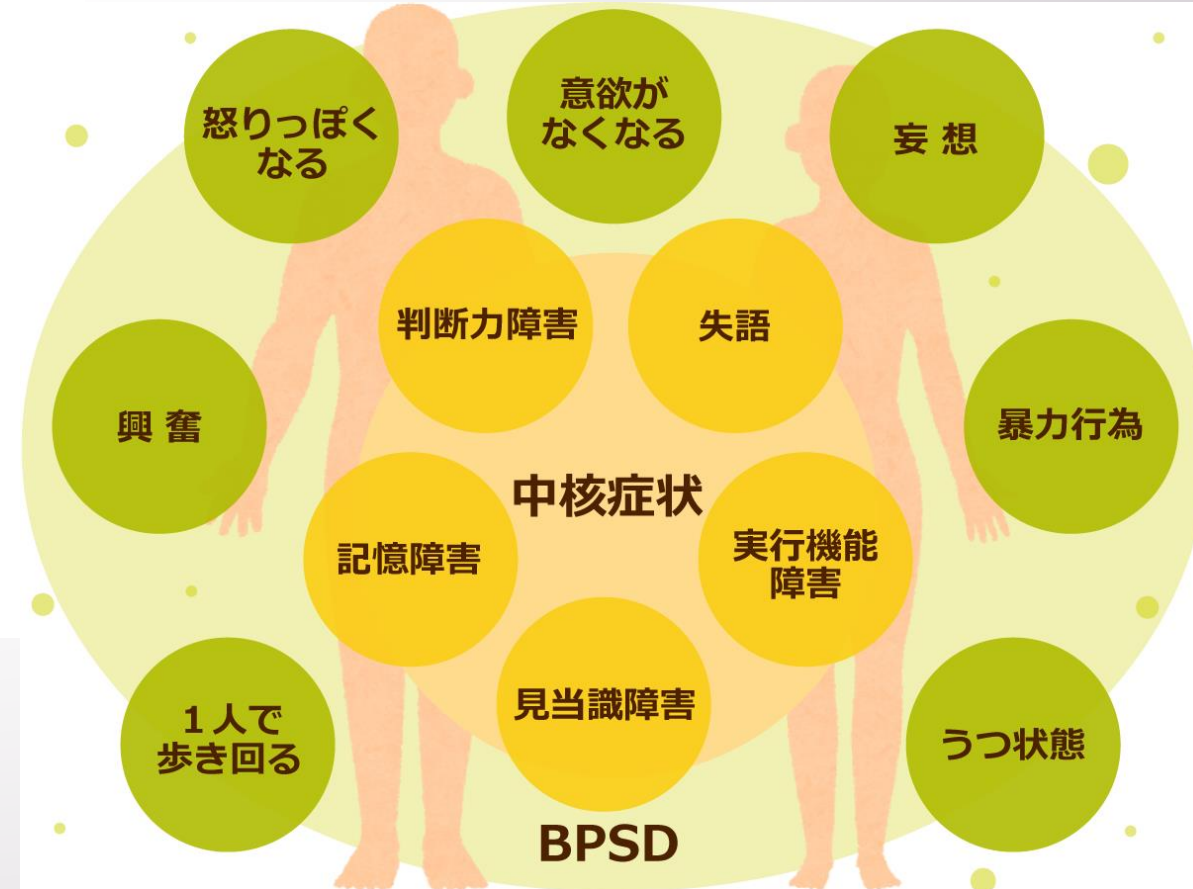 怒りっぽく
なる
意欲が
なくなる
妄想
判断力障害
失語
興奮
暴力行為
中核症状
記憶障害
実行機能
障害
見当識障害
1人で
歩き回る
うつ状態
BPSD